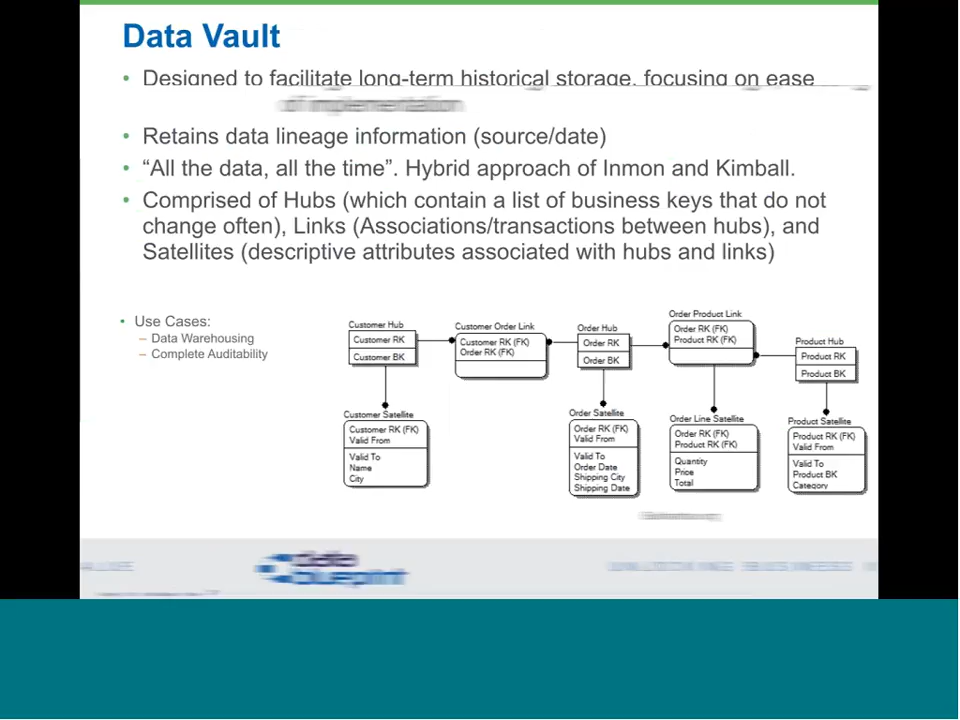 Data Vault
• Designed to facilitate long-term historical storage, focusing on ease
of implementation
• Retains data lineage information (source/date)
• “All the data, all the time”. Hybrid approach of Inmon and Kimball.
• Comprised of Hubs (which contain a list of business keys that do not
change often), Links (Associations/transactions between hubs), and
Satellites (descriptive attributes associated with hubs and links)
• Use Cases:
– Data Warehousing
– Complete Auditability
Customer Hub
Customer RK
Customer BK
Customer Order Link
Customer RK (FK)
Order RK (FK)
Order Hub
Order RK
Order BK
Order Product Link
Order RK (FK)
Product RK (FK)
Product Hub
Product RK
Product BK
Customer Satellite
Customer RK (FK)
Valid From
Valid To
Name
City
Order Satellite
Order RK (FK)
Valid From
Valid To
Order Date
Shipping City
Shipping Date
Order Line Satellite
Order RK (FK)
Product RK (FK)
Quantity
Price
Total
Product Satellite
Product RK (FK)
Valid From
Valid To
Product BK
Category
data
blueprint
UNLOCKING BUSINESS